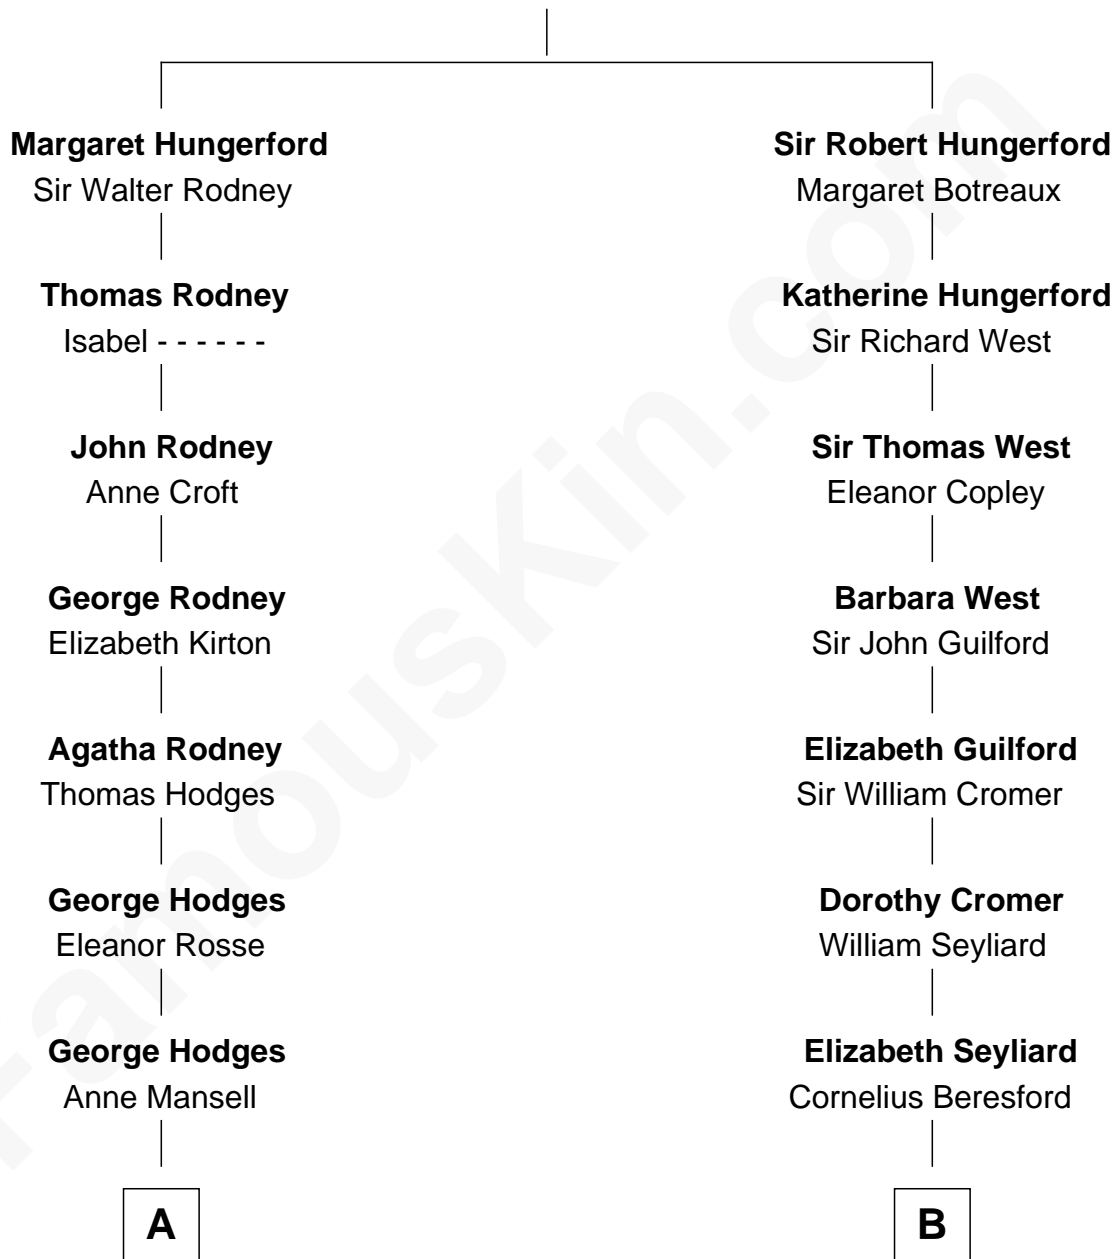 Margaret Hungerford
Sir Walter Rodney
Thomas Rodney
Isabel - - - - - -
John Rodney
Anne Croft
George Rodney
Elizabeth Kirton
Agatha Rodney
Thomas Hodges
George Hodges
Eleanor Rosse
George Hodges
Anne Mansell
A
Sir Robert Hungerford
Margaret Botreaux
Katherine Hungerford
Sir Richard West
Sir Thomas West
Eleanor Copley
Barbara West
Sir John Guilford
Elizabeth Guilford
Sir William Cromer
Dorothy Cromer
William Seyliard
Elizabeth Seyliard
Cornelius Beresford
B
FamousKin.com